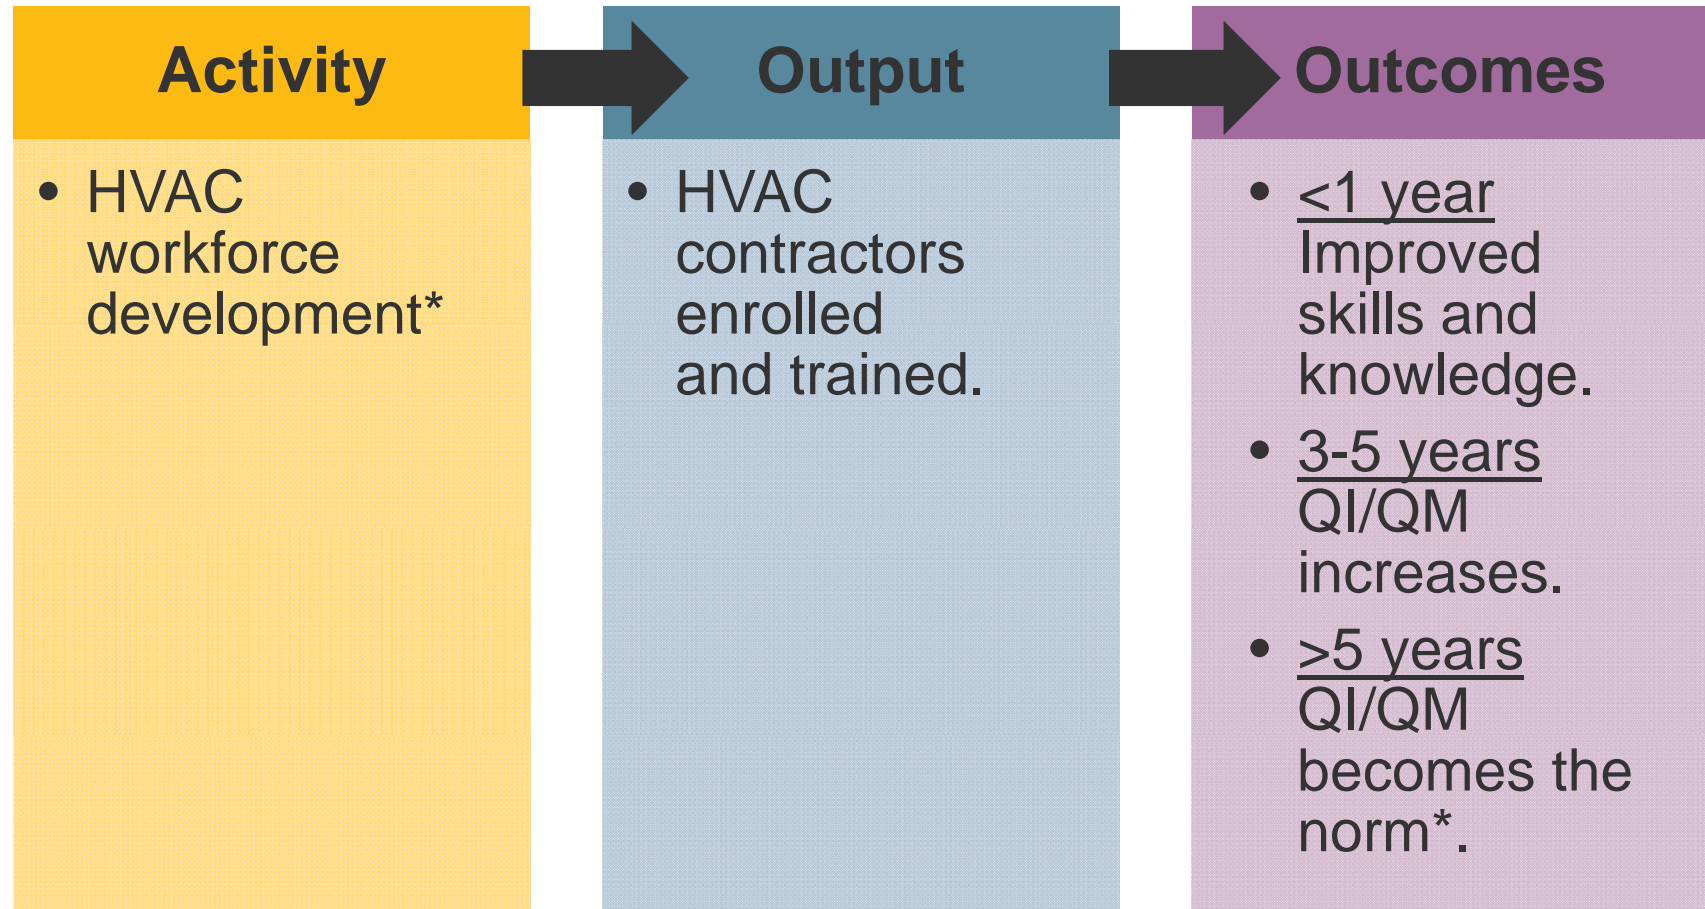 Activity
• HVAC
workforce
development*
Output
• HVAC
contractors
enrolled
and trained.
Outcomes
• <1 year
Improved
skills and
knowledge.
• 3-5 years
QI/QM
increases.
• >5 years
QI/QM
becomes the
norm*.